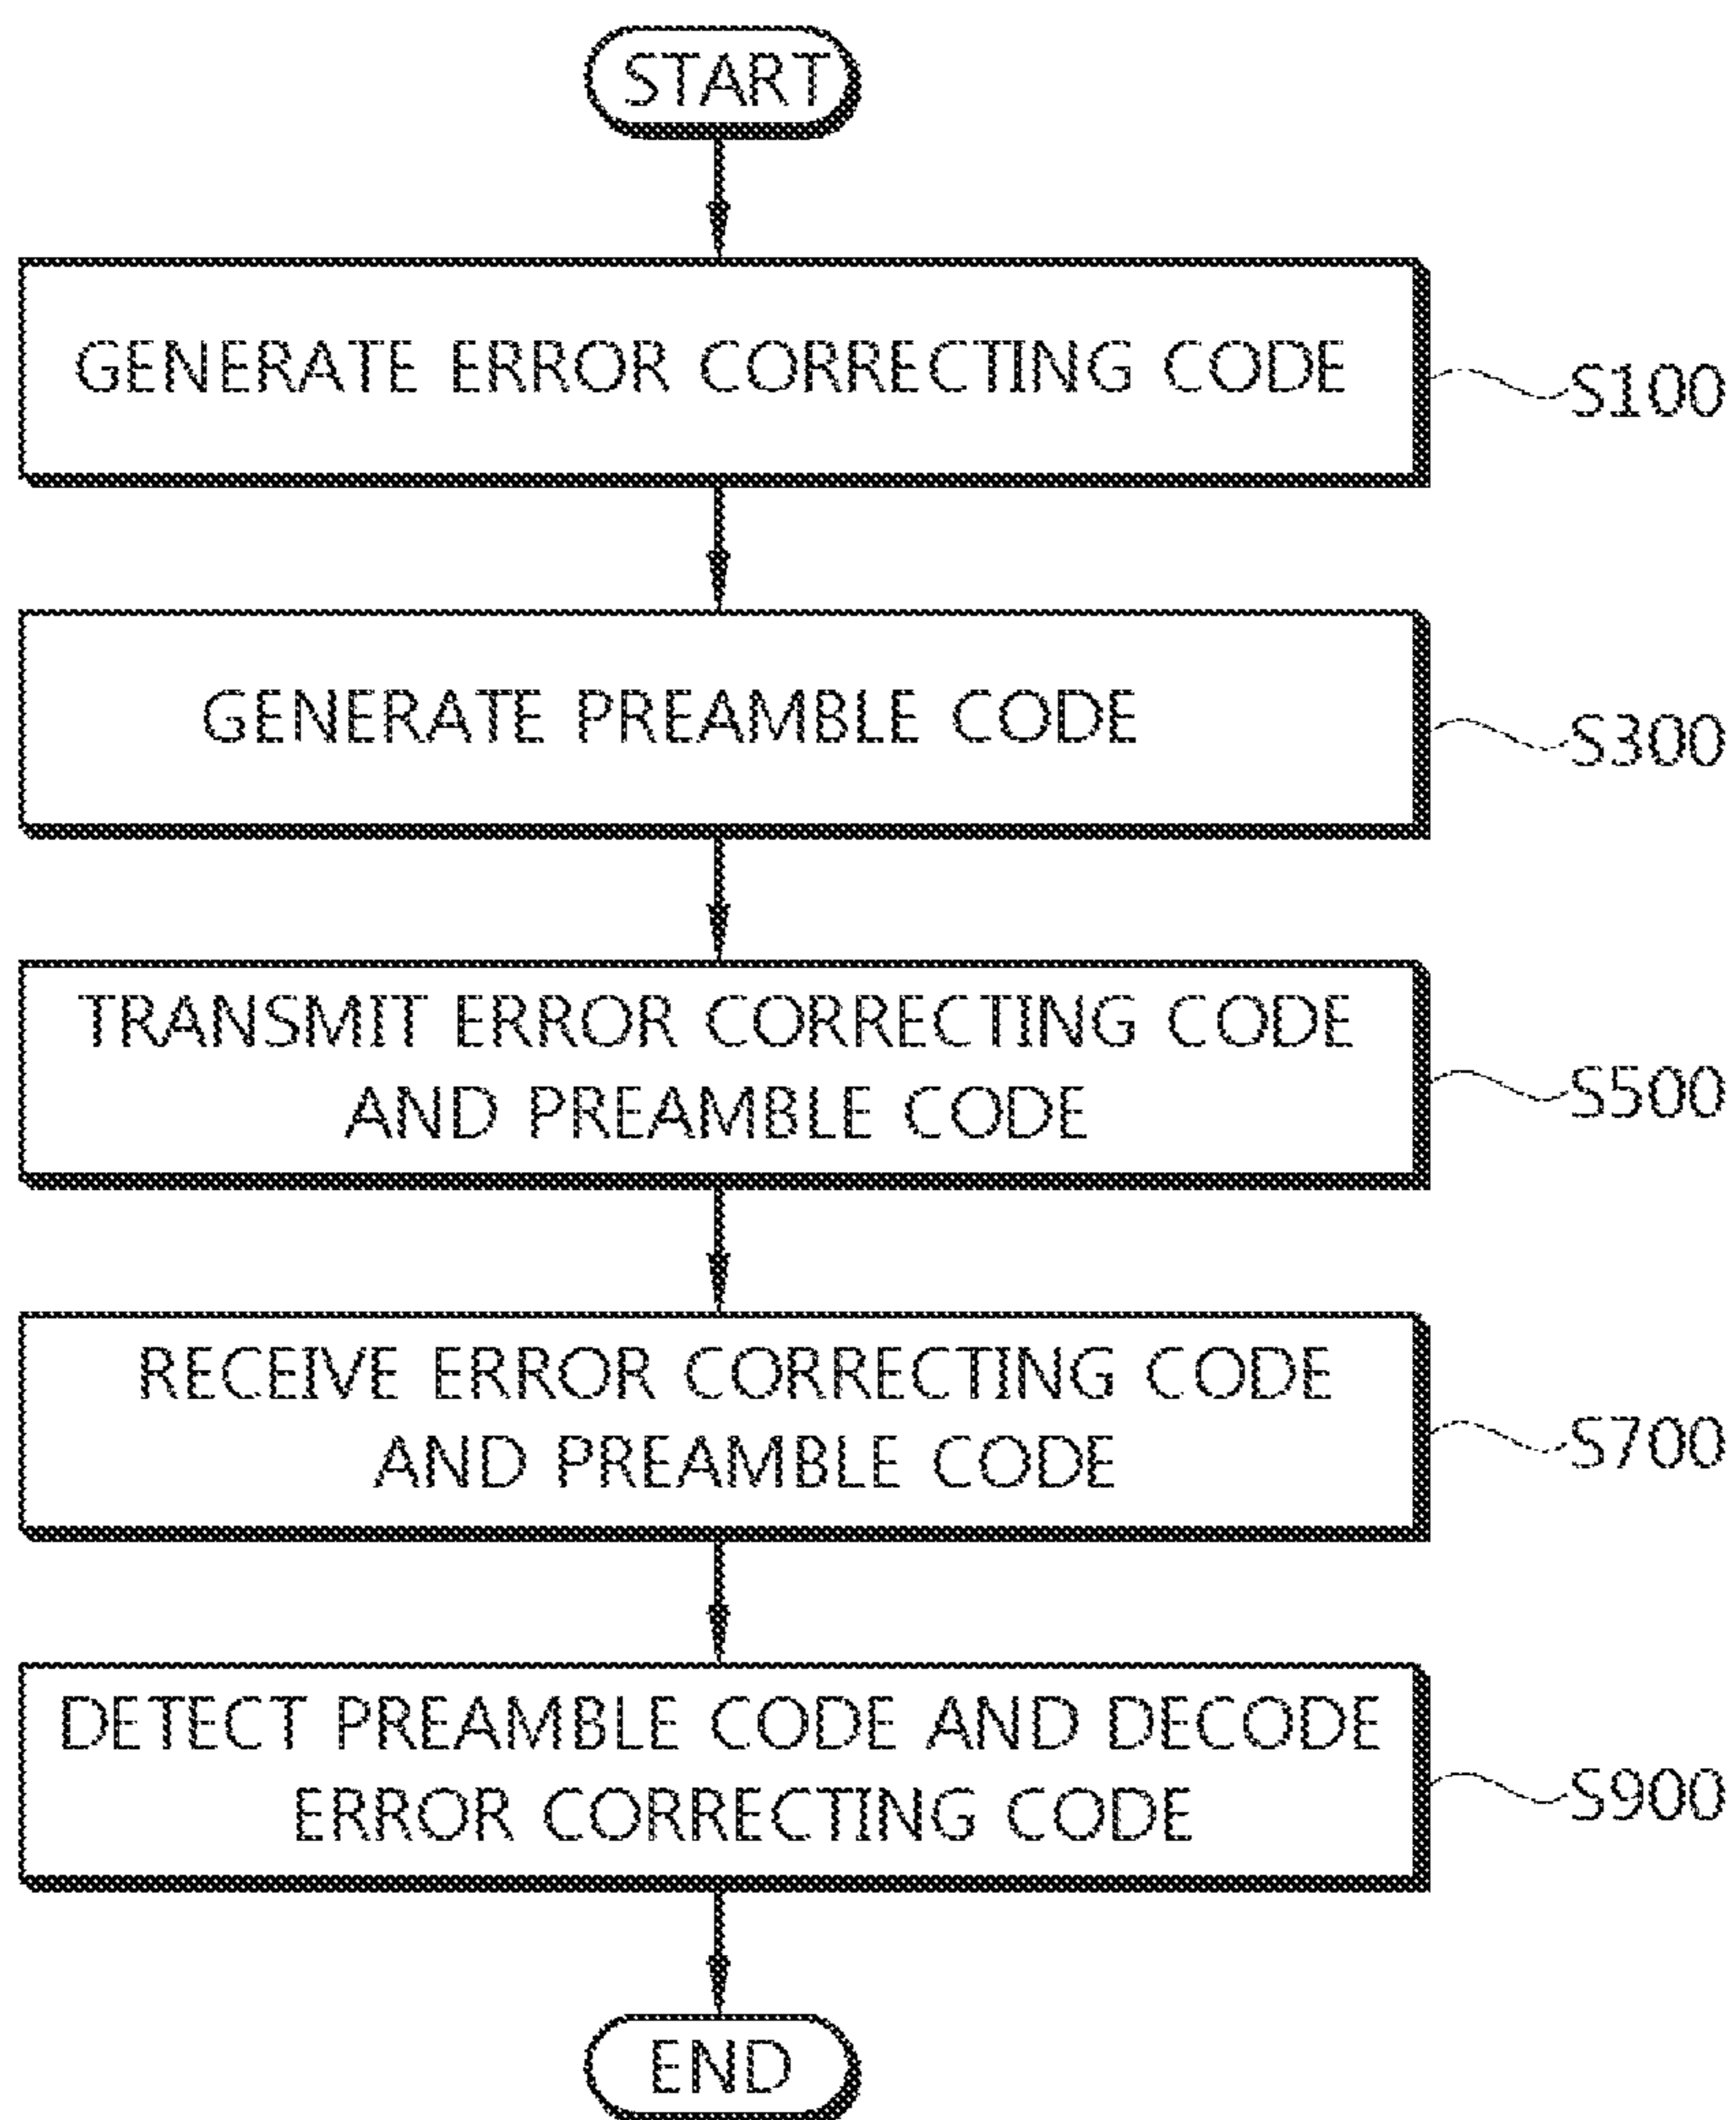 START
GENERATE ERROR CORRECTING CODE
S100
GENERATE PREAMBLE CODE
S300
TRANSMIT ERROR CORRECTING CODE
AND PREAMBLE CODE
S500
RECEIVE ERROR CORRECTING CODE
AND PREAMBLE CODE
S700
DETECT PREAMBLE CODE AND DECODE
ERROR CORRECTING CODE
S900
END